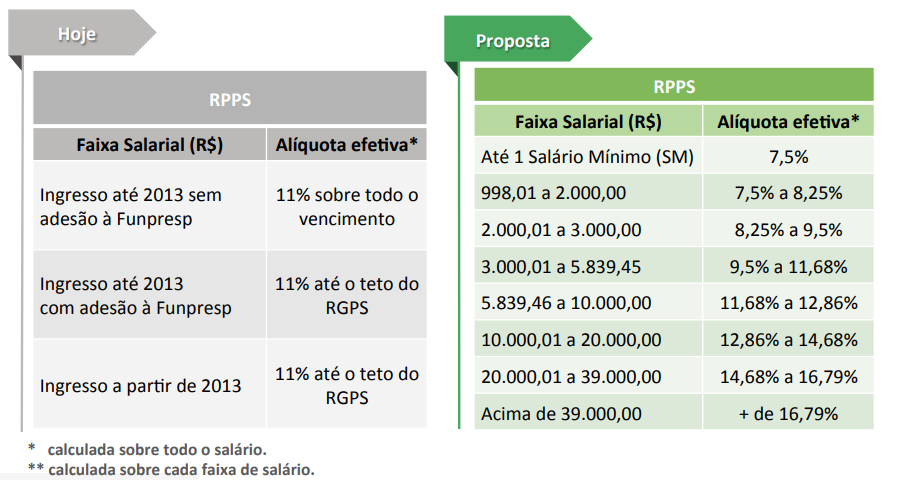 Hoje
RPPS
Faixa Salarial (R$) Alíquota efetiva*
Ingresso até 2013 sem
adesão à Funpresp
11% sobre todo o
vencimento
Ingresso até 2013
com adesão à Funpresp
11% até o teto do
RGPS
Ingresso a partir de 2013
11% até o teto do
RGPS
* calculada sobre todo o salário.
** calculada sobre cada faixa de salário.
Proposta
RPPS
Faixa Salarial (R$) Alíquota efetiva*
Até 1 Salário Mínimo (SM) 7,5%
998,01 a 2.000,00 7,5% a 8,25%
2.000,01 a 3.000,00 8,25% a 9,5%
3.000,01 a 5.839,45 9,5% a 11,68%
5.839,46 a 10.000,00 11,68% a 12,86%
10.000,01 a 20.000,00 12,86% a 14,68%
20.000,01 a 39.000,00 14,68% a 16,79%
Acima de 39.000,00 + de 16,79%